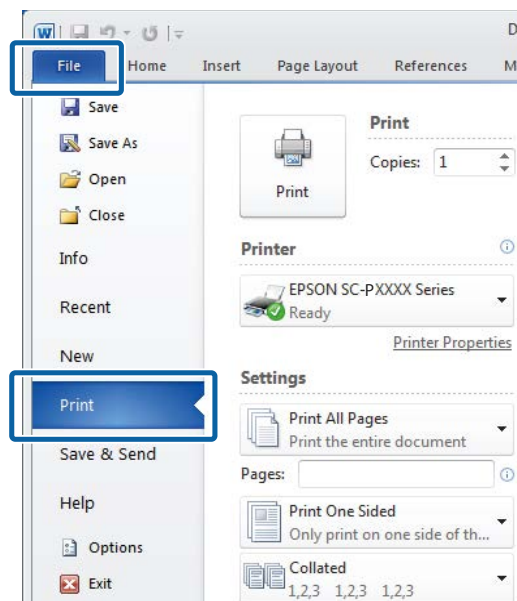 W
D
File Home Insert Page Layout References M
Save
Save As
Open
Close
Info
Recent
New
Print
Save & Send
Help
Options
Exit
Print
Print
Copies: 1
Printer
EPSON SC-PXXXX Series
Ready
Printer Properties
Settings
Print All Pages
Print the entire document
Pages:
Print One Sided
Only print on one side of th...
Collated
1,2,3 1,2,3 1,2,3